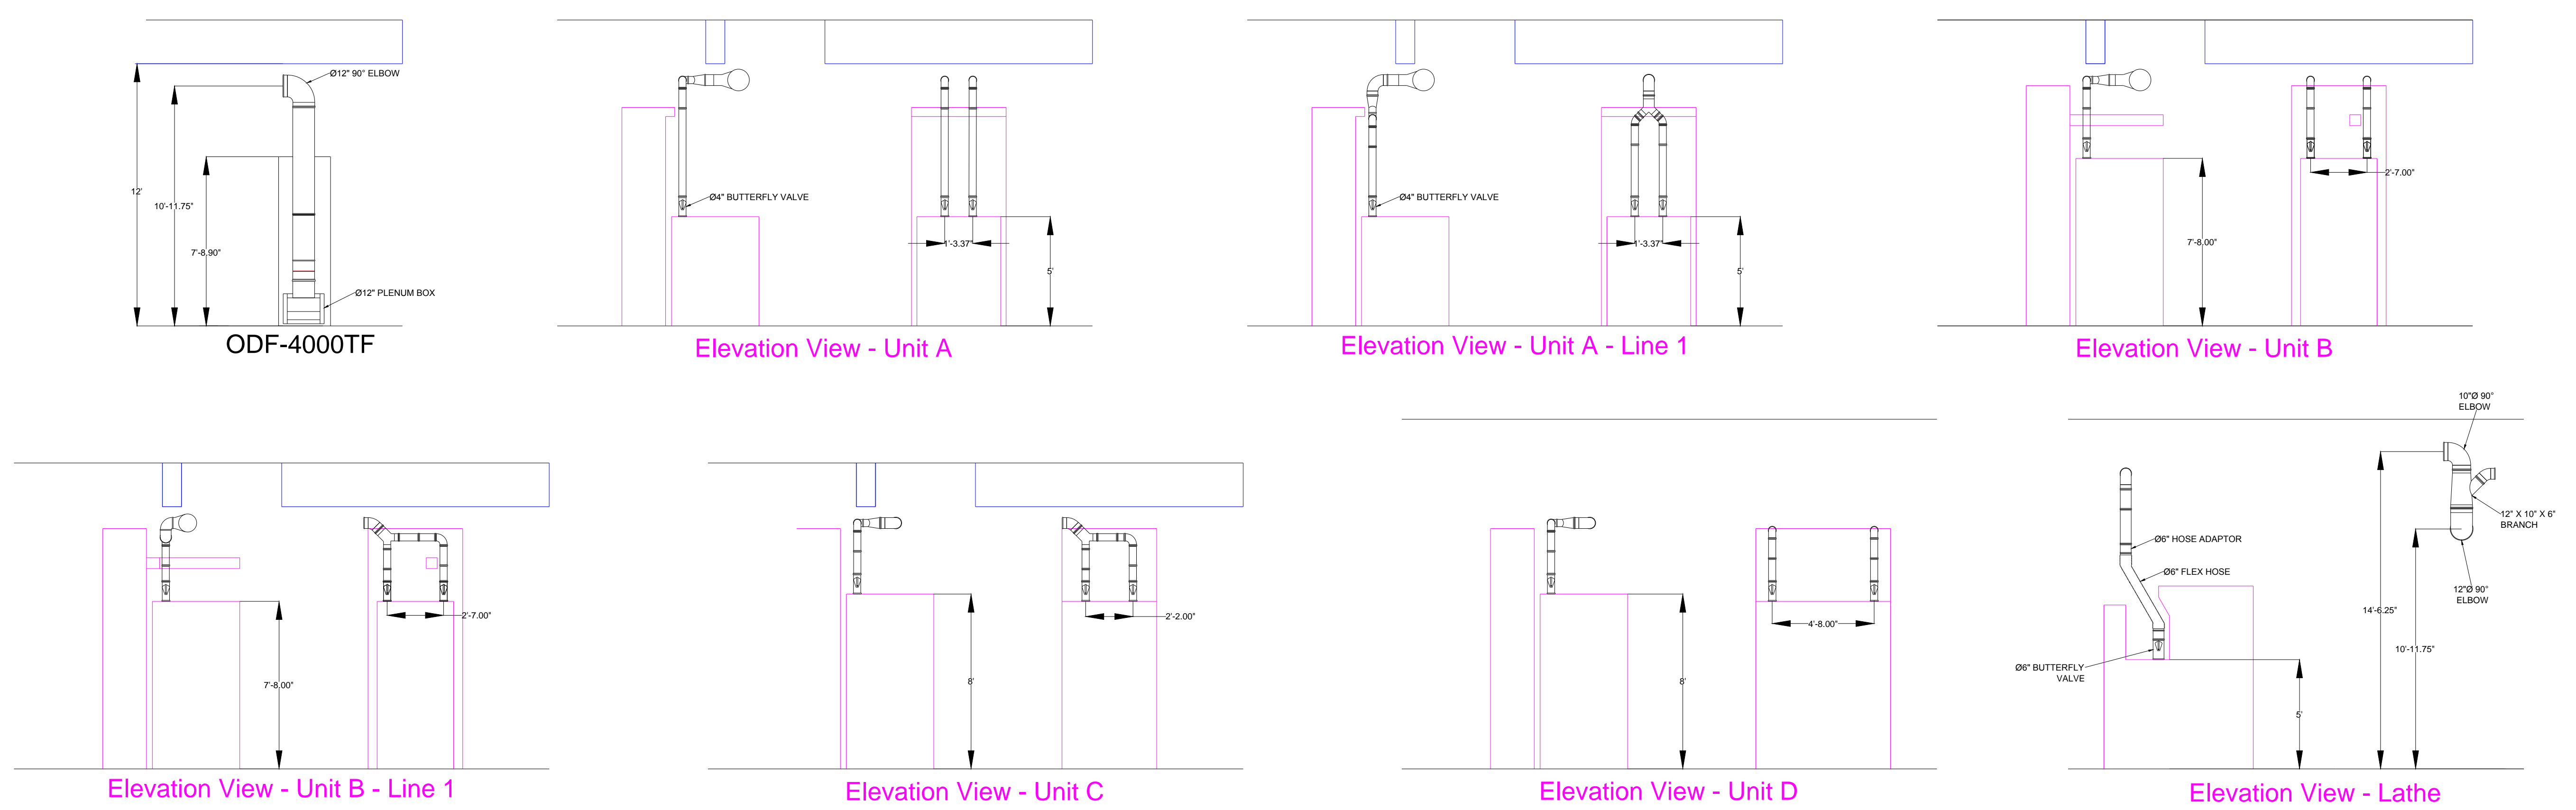 Ø12" 90° ELBOW
12'
10'-11.75"
7'-8.90"
Ø12" PLENUM BOX
ODF-4000TF
Ø4" BUTTERFLY VALVE
1'-3.37"
5'
Elevation View - Unit A
Ø4" BUTTERFLY VALVE
1'-3.37"
5'
Elevation View - Unit A - Line 1
2'-7.00"
7'-8.00"
Elevation View - Unit B
2'-7.00"
7'-8.00"
Elevation View - Unit B - Line 1
2'-2.00"
8'
Elevation View - Unit C
4'-8.00"
8'
Elevation View - Unit D
10"Ø 90°
ELBOW
12" X 10" X 6"
BRANCH
Ø6" HOSE ADAPTOR
Ø6" FLEX HOSE
12"Ø 90°
ELBOW
14'-6.25"
10'-11.75"
Ø6" BUTTERFLY
VALVE
5'
Elevation View - Lathe